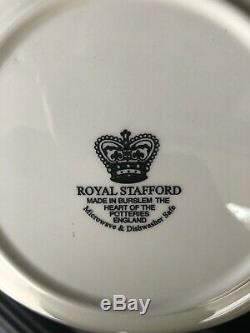 ROYAL STAFFORD
MADE IN BURSLEM THE
HEART OF THE
POTTERIES
ENGLAND
Microwave & Dishwasher Safe